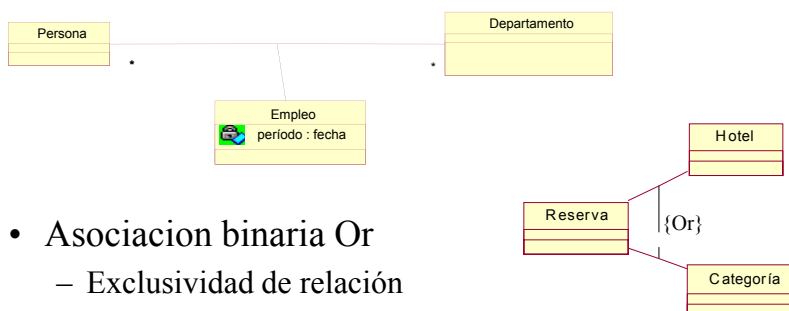 Persona
Departamento
*
*
Empleo
período : fecha
Hotel
Reserva
{Or}
Categoría
• Asociacion binaria Or
– Exclusividad de relación